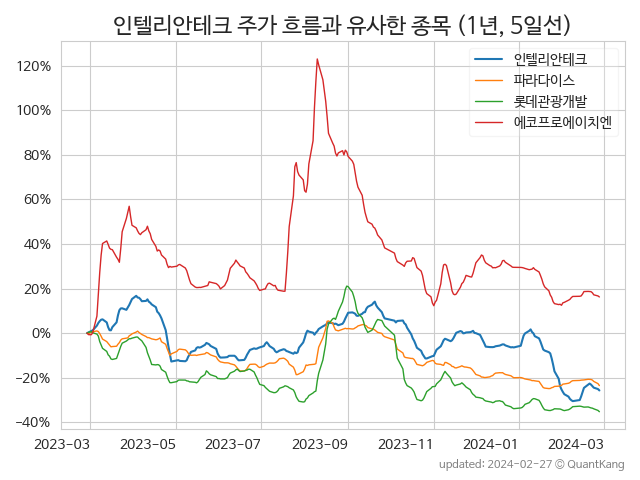 인텔리안테크 주가 흐름과 유사한 종목 (1년, 5일선)
인텔리안테크
파라다이스
롯데관광개발
에코프로에이치엔
120%
100%
80%
60%
40%
20%
0%
−20%
−40%
2023-03 2023-05 2023-07 2023-09 2023-11 2024-01 2024-03
updated: 2024-02-27 © QuantKang